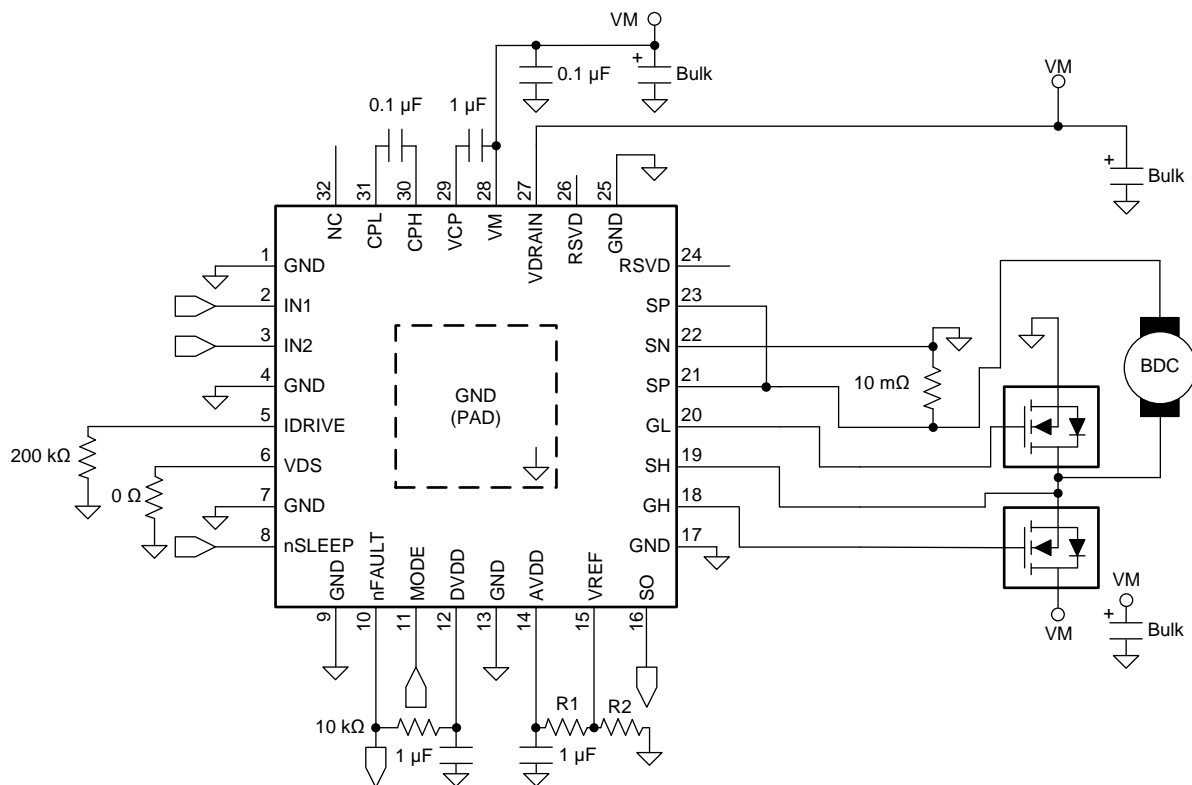 VM
0.1 µF
Bulk
VM
0.1 µF
1 µF
Bulk
32
31
30
29
28
27
26
25
NC
CPL
CPH
VCP
VM
VDRAIN
RSVD
GND
1
GND
2
IN1
3
IN2
4
GND
5
IDRIVE
200 kΩ
6
VDS
0 Ω
7
GND
8
nSLEEP
GND
(PAD)
RSVD
24
SP
23
SN
22
SP
21
GL
20
SH
19
GH
18
GND
17
10 mΩ
BDC
VM
VM
Bulk
GND
nFAULT
MODE
DVDD
GND
AVDD
VREF
SO
9
10
11
12
13
14
15
16
10 kΩ
1 µF
R1
R2
1 µF